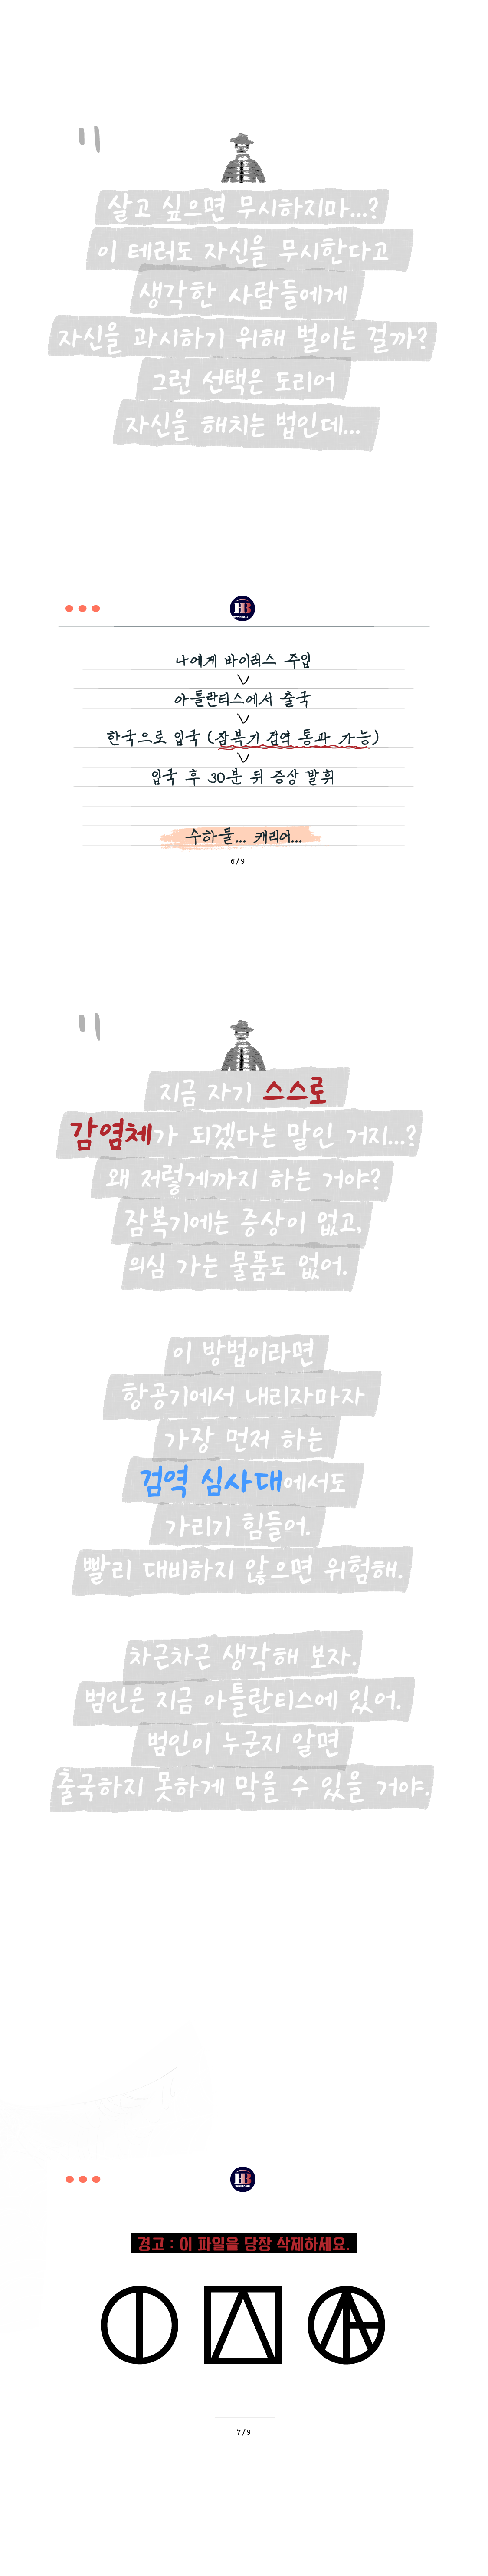 살고 싶으면 무시하지마...?
이 테러도 자신을 무시한다고
생각한 사람들에게
자신을 과시하기 위해 벌이는 걸까?
그런 선택은 도리어
자신을 해치는 법인데...
나에게 바이러스 주입
아틀란티스에서 출국
한국으로 입국 (잠복기 검역 통과 가능)
입국 후 30분 뒤 증상 발휘
수하물... 캐리어...
6/9
지금 자기 스스로
감염체가 되겠다는 말인 거지...?
왜 저렇게까지 하는 거야?
잠복기에는 증상이 없고,
의심 가는 물품도 없어.
이 방법이라면
항공기에서 내리자마자
가장 먼저 하는
검역 심사대에서도
가리기 힘들어.
빨리 대비하지 않으면 위험해.
차근차근 생각해 보자.
범인은 지금 아틀란티스에 있어.
범인이 누군지 알면
출국하지 못하게 막을 수 있을 거야.
경고 : 이 파일을 당장 삭제하세요.
7/9